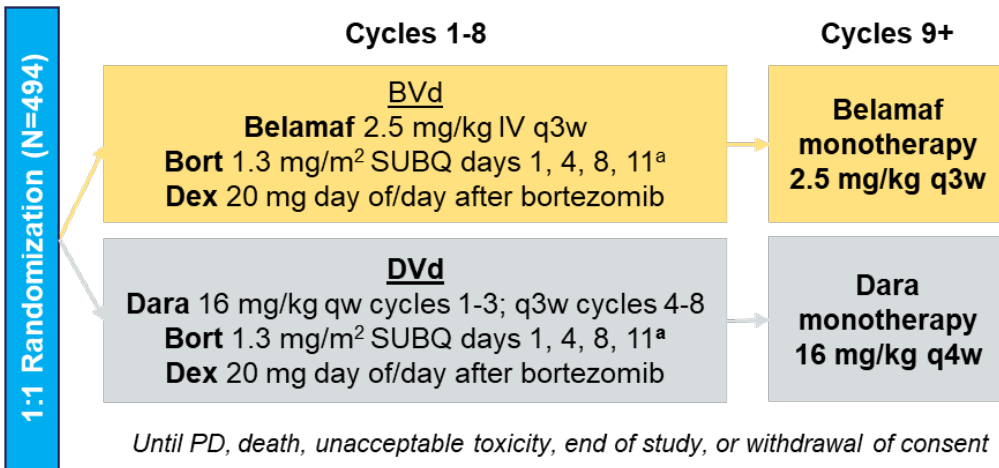 1:1 Randomization (N=494)
Cycles 1-8
BVd
Belamaf 2.5 mg/kg IV q3w
Bort 1.3 mg/m² SUBQ days 1, 4, 8, 11ᵃ
Dex 20 mg day of/day after bortezomib
Cycles 9+
Belamaf
monotherapy
2.5 mg/kg q3w
DVd
Dara 16 mg/kg qw cycles 1-3; q3w cycles 4-8
Bort 1.3 mg/m² SUBQ days 1, 4, 8, 11ᵃ
Dex 20 mg day of/day after bortezomib
Dara
monotherapy
16 mg/kg q4w
Until PD, death, unacceptable toxicity, end of study, or withdrawal of consent